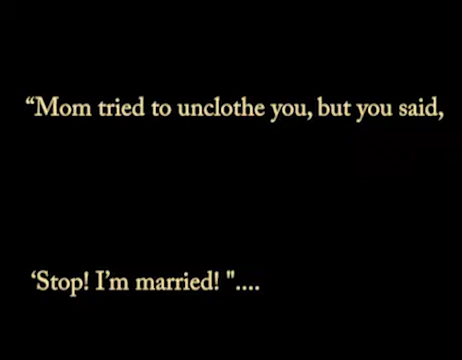 “Mom tried to unclothe you, but you said,
‘Stop! I’m married! "....